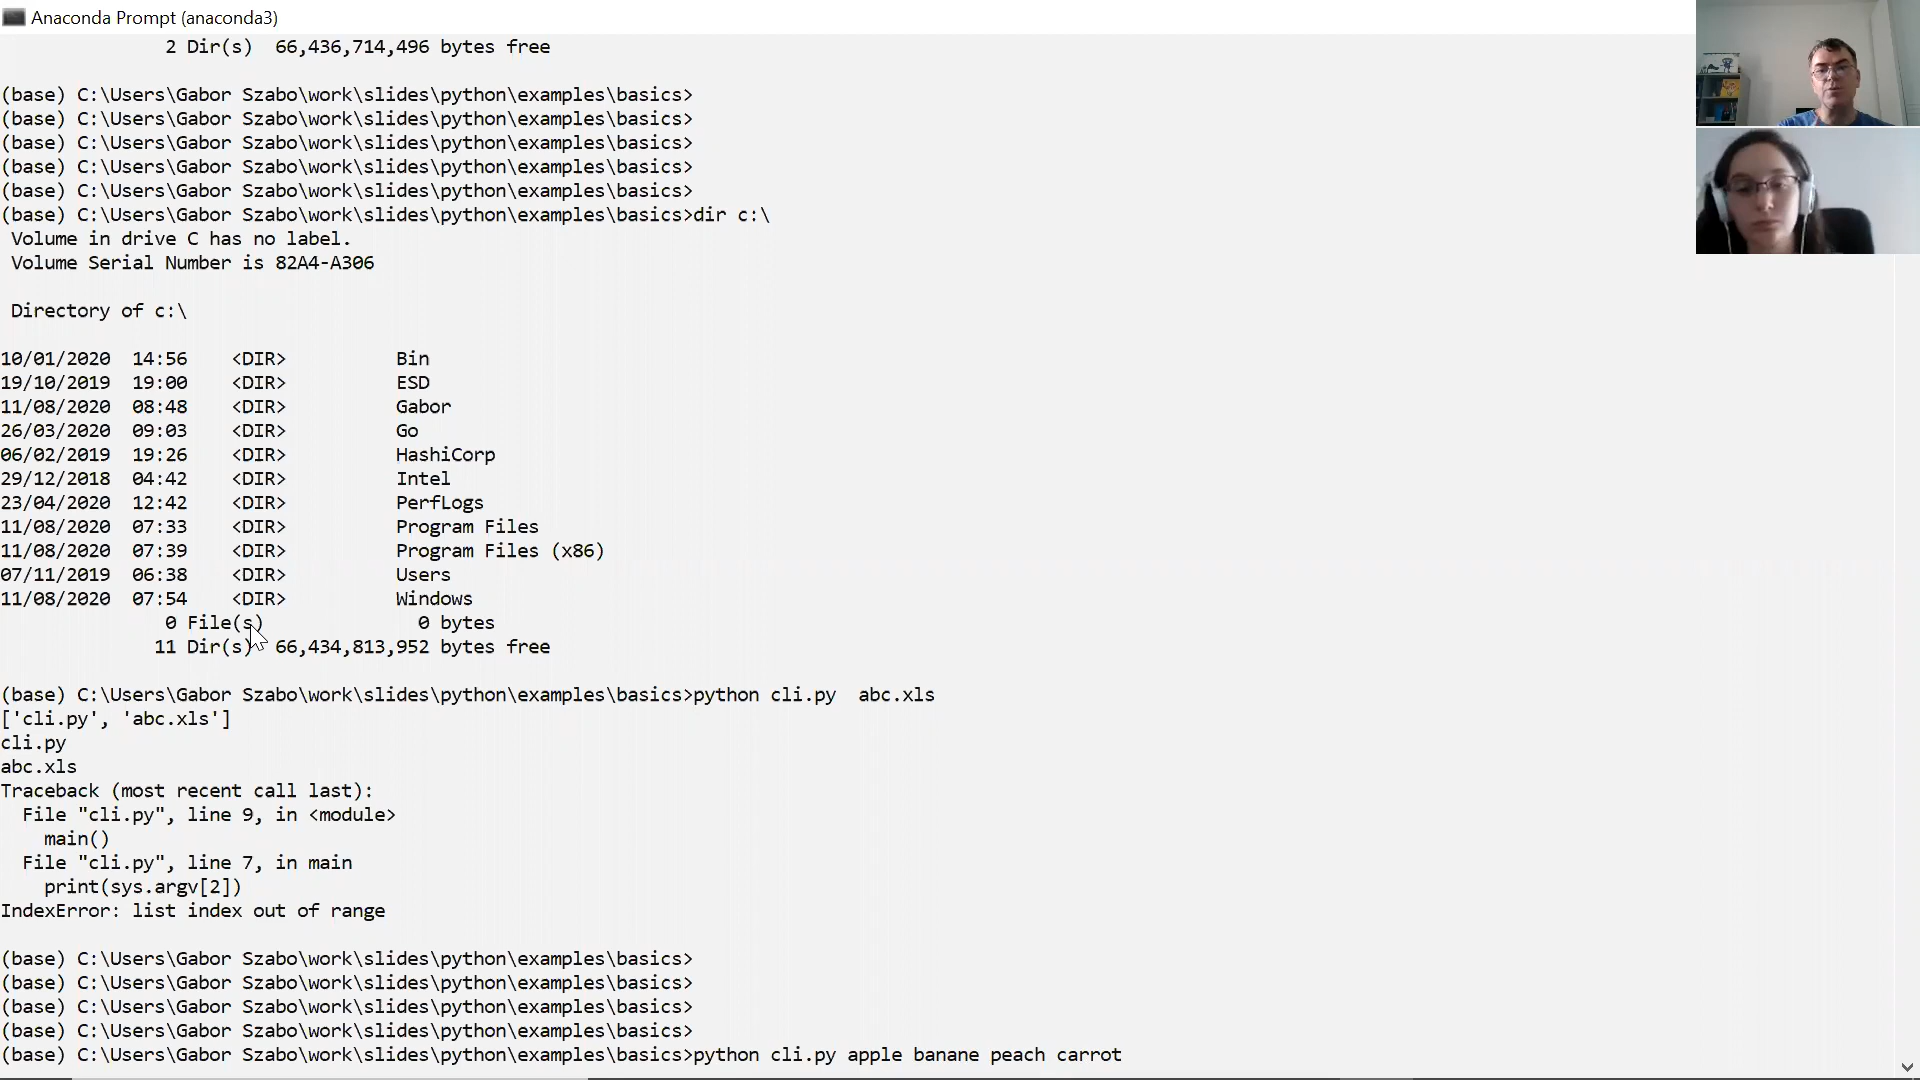 Anaconda Prompt (anaconda3)
2 Dir(s)  66,436,714,496 bytes free
(base) C:\Users\Gabor Szabo\work\slides\python\examples\basics>
(base) C:\Users\Gabor Szabo\work\slides\python\examples\basics>
(base) C:\Users\Gabor Szabo\work\slides\python\examples\basics>
(base) C:\Users\Gabor Szabo\work\slides\python\examples\basics>
(base) C:\Users\Gabor Szabo\work\slides\python\examples\basics>
(base) C:\Users\Gabor Szabo\work\slides\python\examples\basics>dir c:\
Volume in drive C has no label.
Volume Serial Number is 82A4-A306
Directory of c:\
10/01/2020  14:56    <DIR>          Bin
19/10/2019  19:00    <DIR>          ESD
11/08/2020  08:48    <DIR>          Gabor
26/03/2020  09:03    <DIR>          Go
06/02/2019  19:26    <DIR>          HashiCorp
29/12/2018  04:42    <DIR>          Intel
23/04/2020  12:42    <DIR>          PerfLogs
11/08/2020  07:33    <DIR>          Program Files
11/08/2020  07:39    <DIR>          Program Files (x86)
07/11/2019  06:38    <DIR>          Users
11/08/2020  07:54    <DIR>          Windows
0 File(s)              0 bytes
11 Dir(s)  66,434,813,952 bytes free
(base) C:\Users\Gabor Szabo\work\slides\python\examples\basics>python cli.py  abc.xls
['cli.py', 'abc.xls']
cli.py
abc.xls
Traceback (most recent call last):
File "cli.py", line 9, in <module>
main()
File "cli.py", line 7, in main
print(sys.argv[2])
IndexError: list index out of range
(base) C:\Users\Gabor Szabo\work\slides\python\examples\basics>
(base) C:\Users\Gabor Szabo\work\slides\python\examples\basics>
(base) C:\Users\Gabor Szabo\work\slides\python\examples\basics>
(base) C:\Users\Gabor Szabo\work\slides\python\examples\basics>
(base) C:\Users\Gabor Szabo\work\slides\python\examples\basics>python cli.py apple banane peach carrot